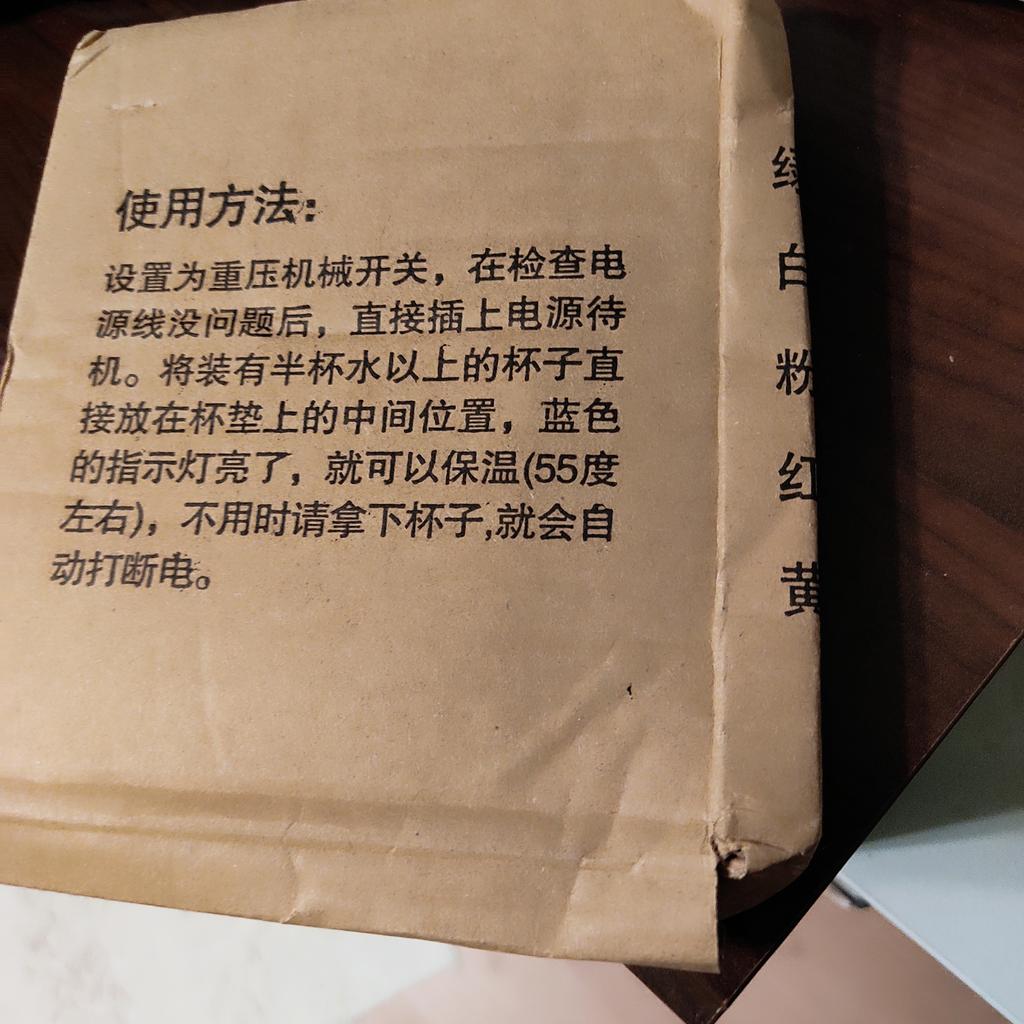 使用方法：
设置为重压机械开关，在检查电
源线没问题后，直接插上电源待
机。将装有半杯水以上的杯子直
接放在杯垫上的中间位置，蓝色
的指示灯亮了，就可以保温(55度
左右)，不用时请拿下杯子,就会自
动打断电。
绿
白
粉
红
黄